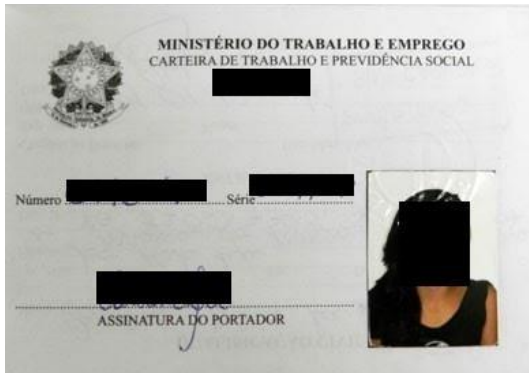 MINISTÉRIO DO TRABALHO E EMPREGO
CARTEIRA DE TRABALHO E PREVIDÊNCIA SOCIAL
Número Série
ASSINATURA DO PORTADOR